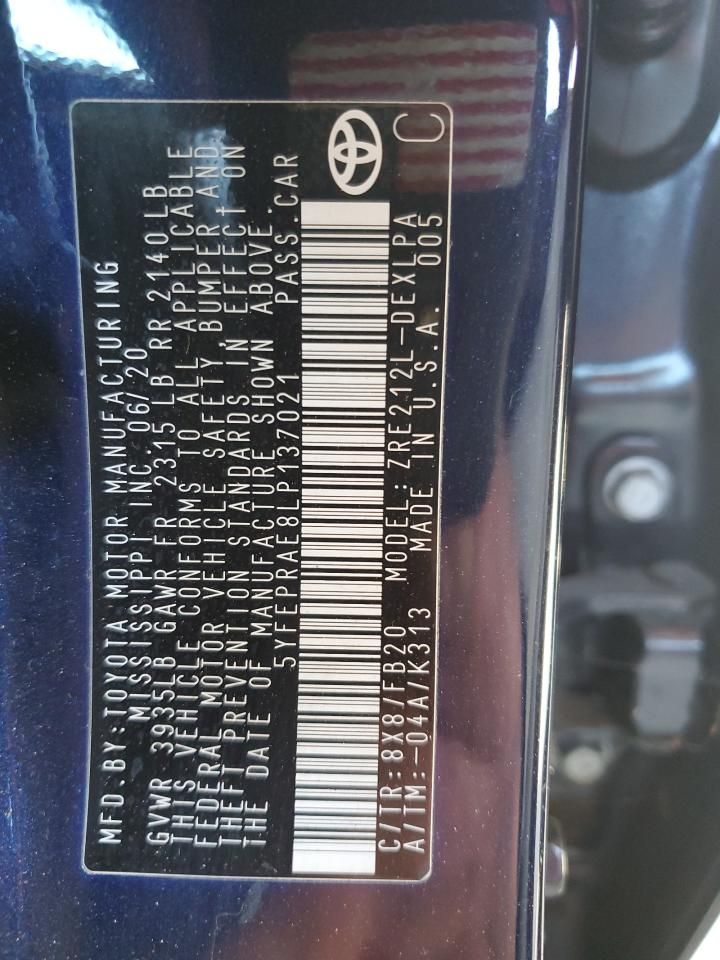 MFD.BY:TOYOTA MOTOR MANUFACTURING
MISSISSIPPI INC. 06/20
GVWR 3935LB GAWR FR 2315 LB RR 2140LB
THIS VEHICLE CONFORMS TO ALL APPLICABLE
FEDERAL MOTOR VEHICLE SAFETY, BUMPER, AND
THEFT PREVENTION STANDARDS IN EFFECT ON
THE DATE OF MANUFACTURE SHOWN ABOVE.
5YFEPRAE8LP137021 PASS.CAR
C/TR:8X8/FB20 MODEL:ZRE212L-DEXLPA
A/TM:-04A/K313 MADE IN U.S.A. 005
C